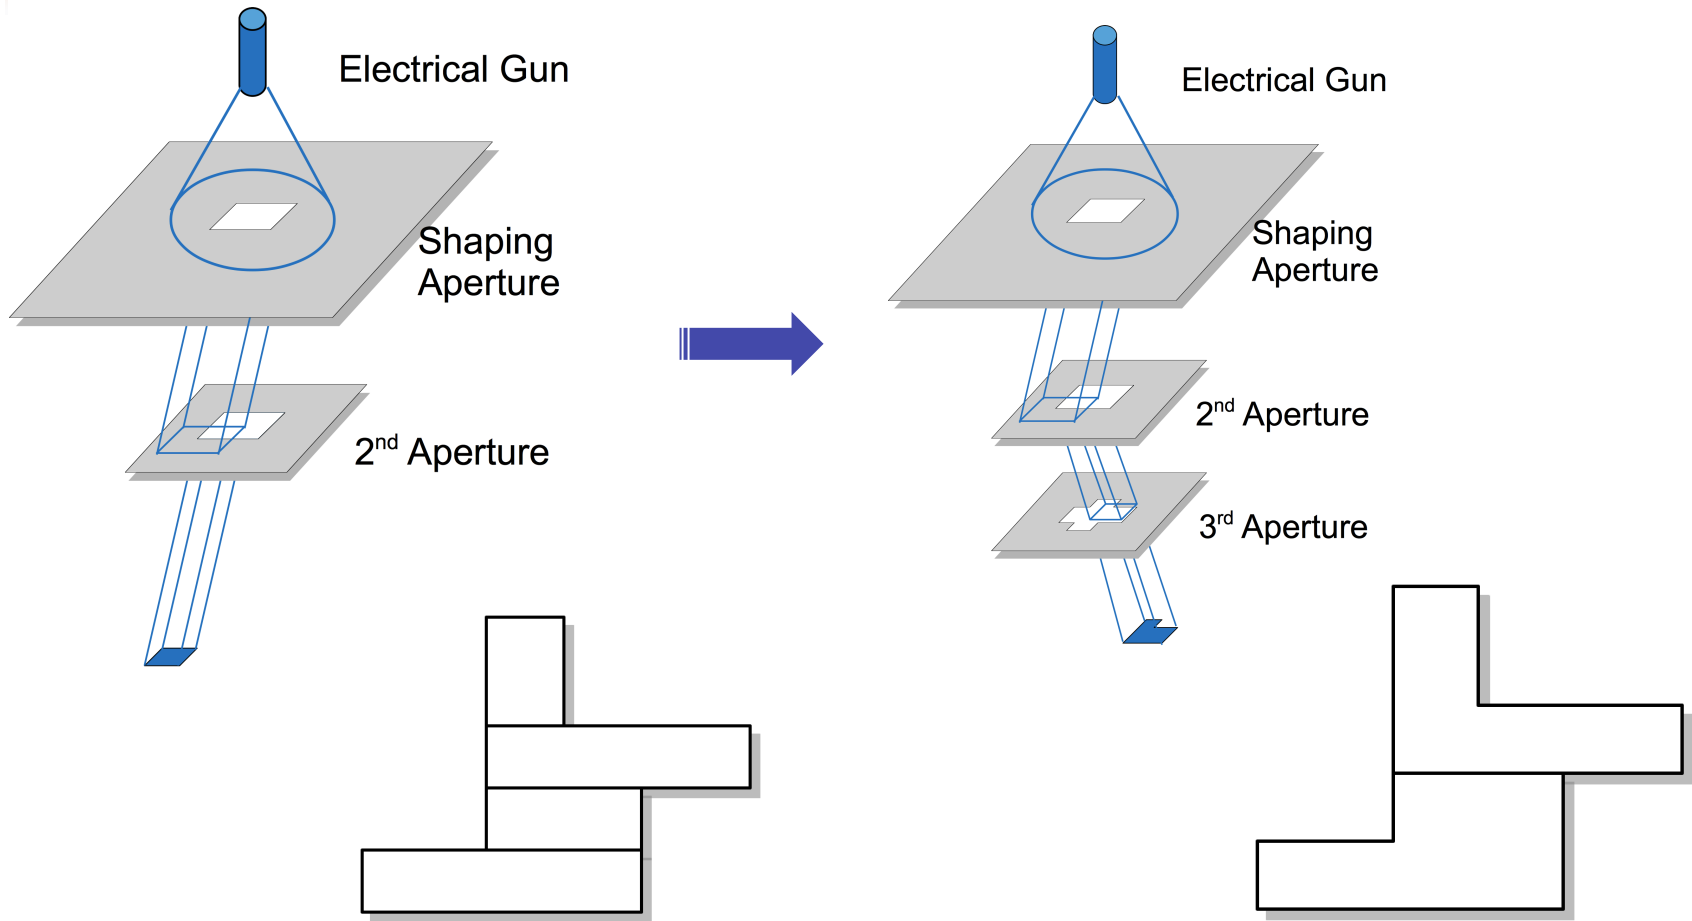 Electrical Gun
Shaping
Aperture
2nd Aperture
Electrical Gun
Shaping
Aperture
2nd Aperture
3rd Aperture